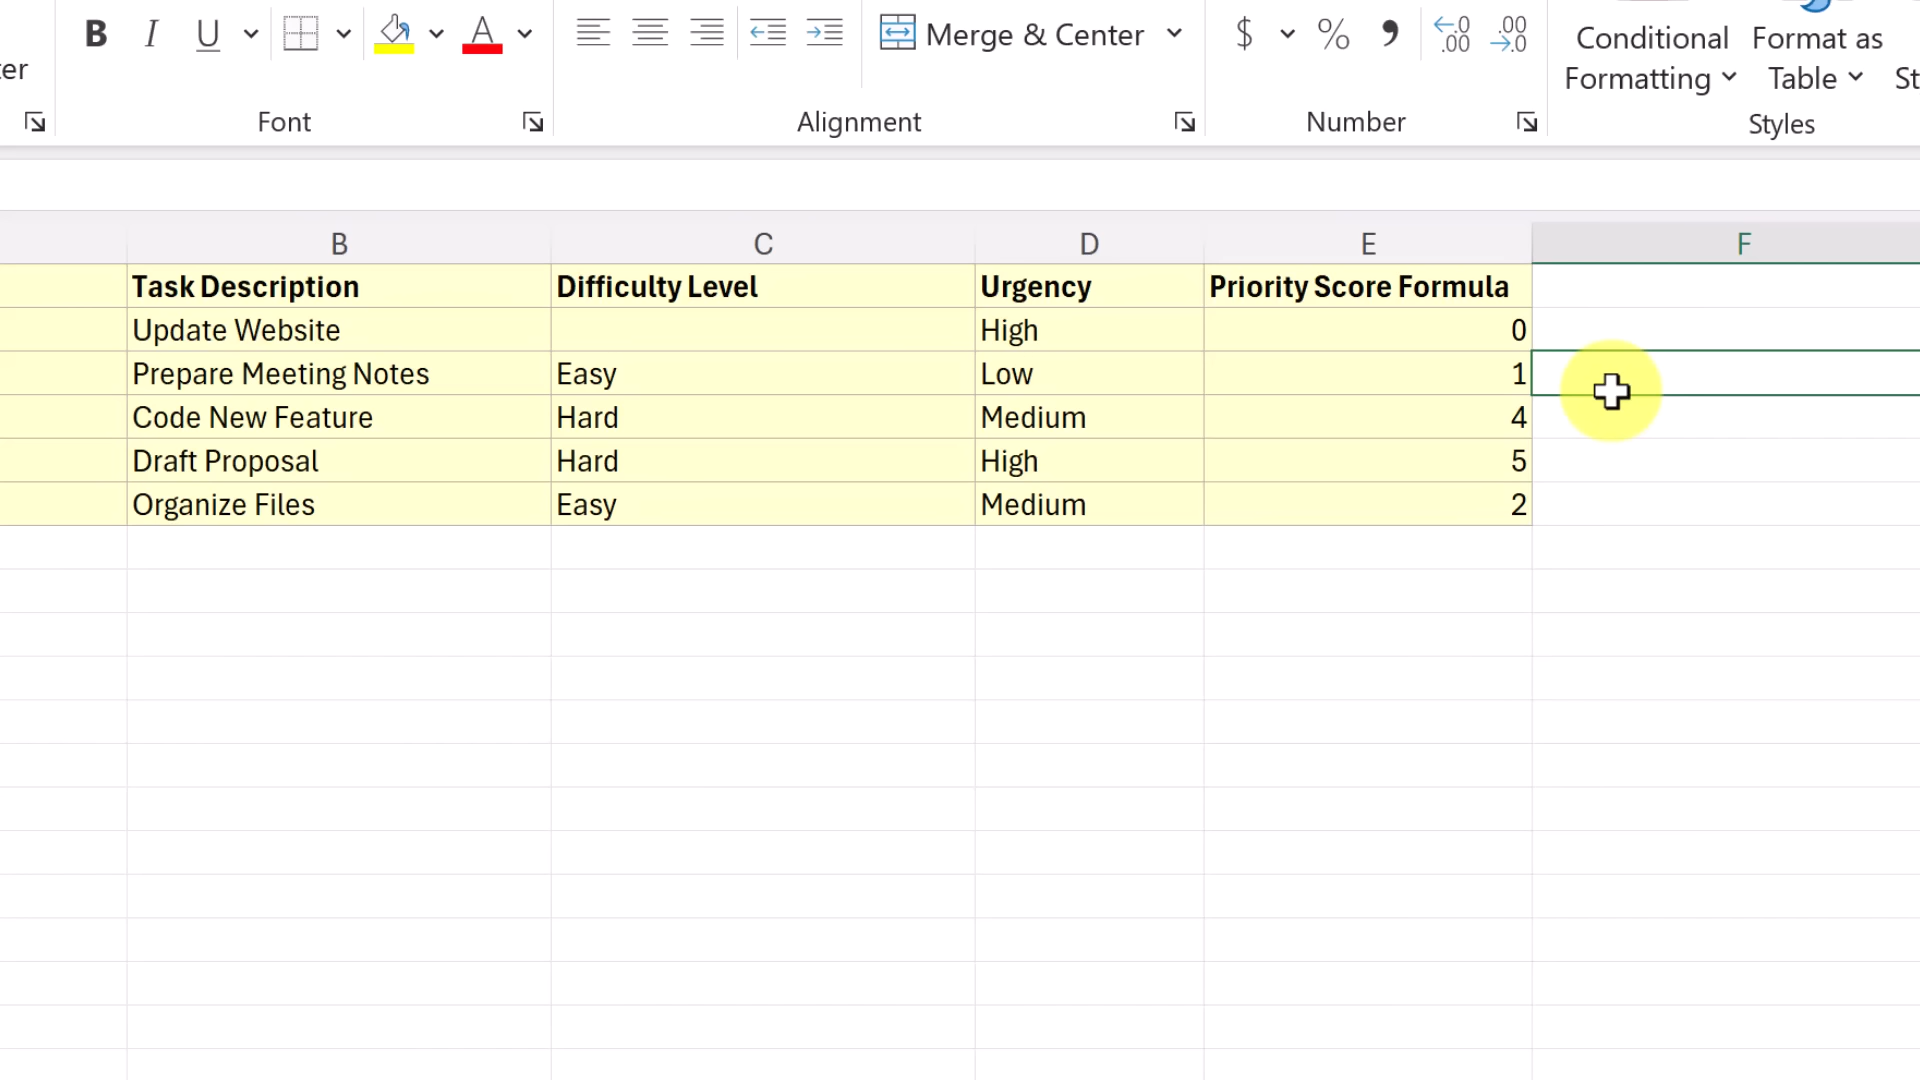 B I U A Merge & Center $ % , .00 .00
er Conditional Formatting Format as Table St
Font Alignment Number Styles
B C D E F
Task Description Difficulty Level Urgency Priority Score Formula
Update Website High 0
Prepare Meeting Notes Easy Low 1
Code New Feature Hard Medium 4
Draft Proposal Hard High 5
Organize Files Easy Medium 2